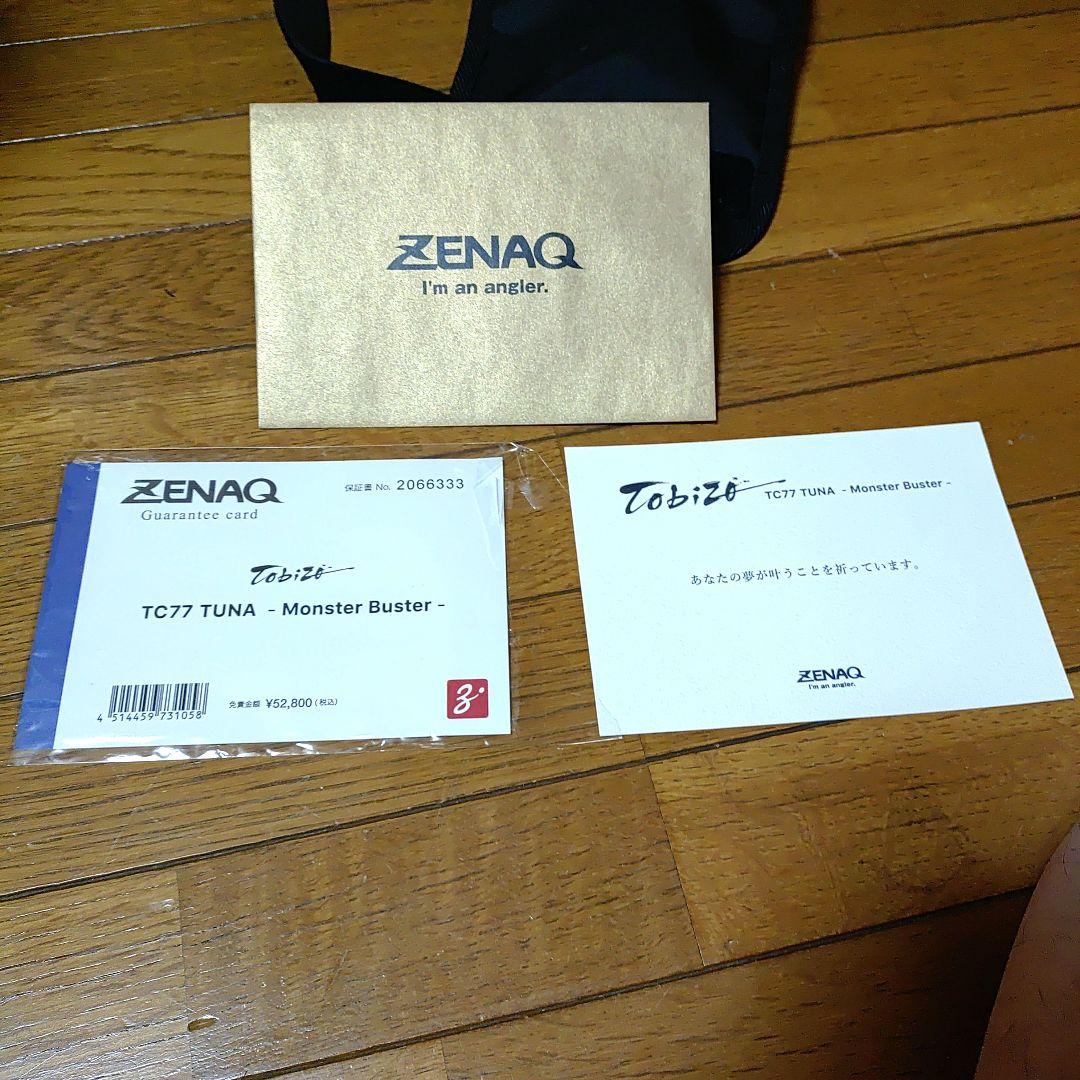 ZENAQ
I'm an angler.
ZENAQ
Guarantee card
保証書 No. 2066333
Tobizo
TC77 TUNA - Monster Buster -
4 514459 731058
免責金額 ¥52,800 (税込)
Tobizo TC77 TUNA - Monster Buster -
あなたの夢が叶うことを祈っています。
ZENAQ
I'm an angler.